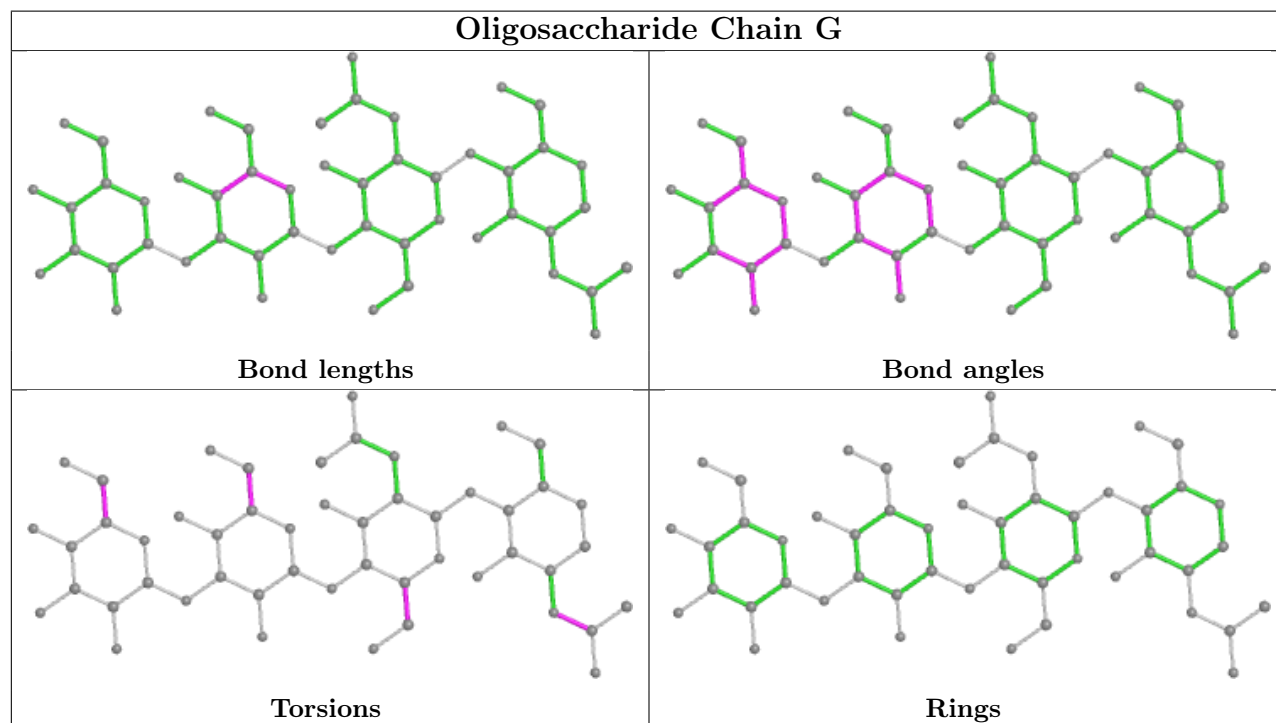 Oligosaccharide Chain G
Bond lengths
Bond angles
Torsions
Rings